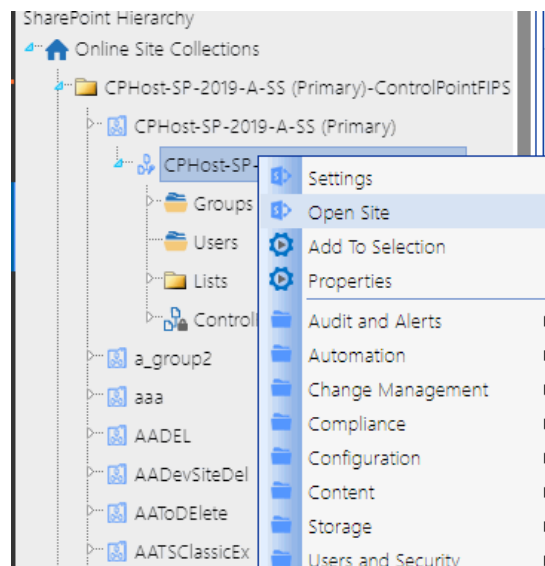 SharePoint Hierarchy
Online Site Collections
CPHost-SP-2019-A-SS (Primary)-ControlPointFIPS
CPHost-SP-2019-A-SS (Primary)
CPHost-SP-
Groups
Users
Lists
Controll
a_group2
aaa
AADEL
AADevSiteDel
AAToDElete
AATSClassicEx
Settings
Open Site
Add To Selection
Properties
Audit and Alerts
Automation
Change Management
Compliance
Configuration
Content
Storage
Users and Security